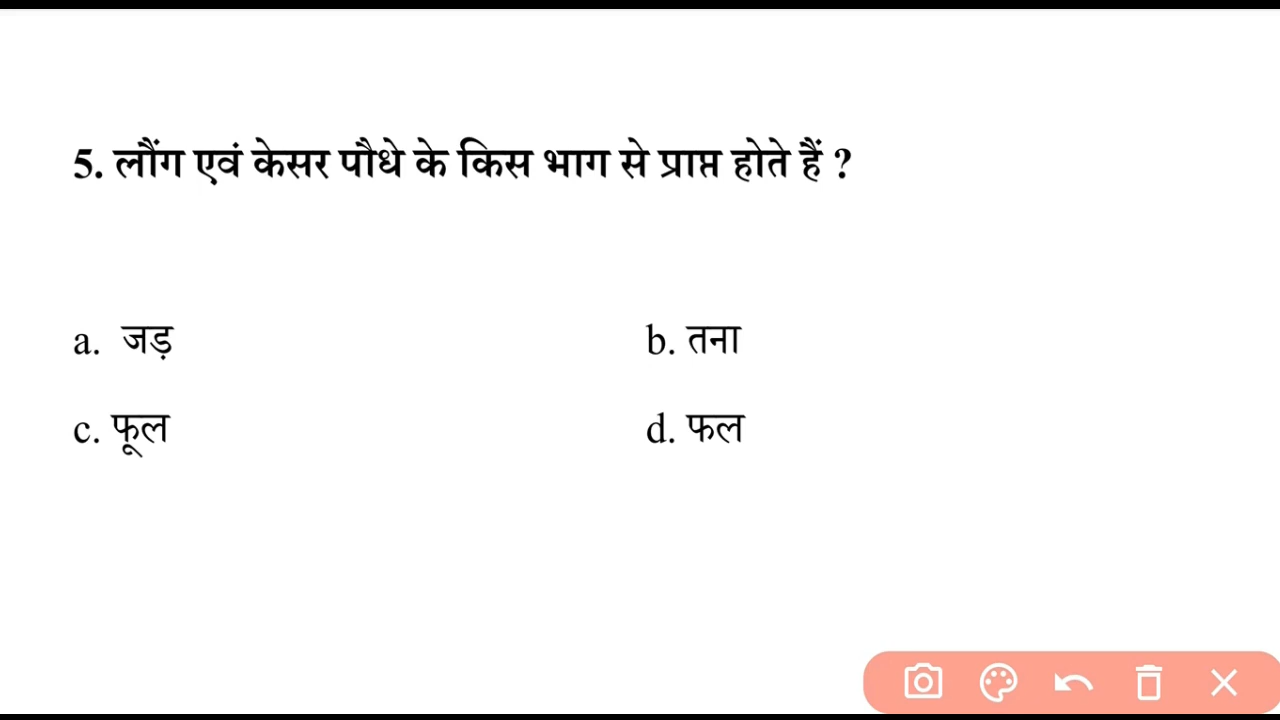 5. लौंग एवं केसर पौधे के किस भाग से प्राप्त होते हैं ?
a. जड़ b. तना
c. फूल d. फल